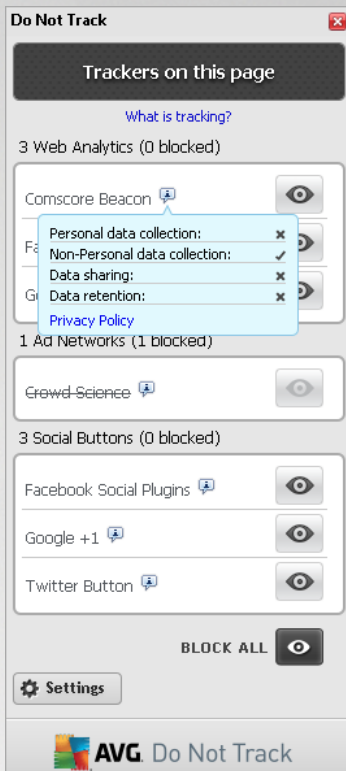 Do Not Track
Trackers on this page
What is tracking?
3 Web Analytics (0 blocked)
Comscore Beacon
Personal data collection:
Non-Personal data collection:
Data sharing:
Data retention:
Privacy Policy
1 Ad Networks (1 blocked)
Crowd Science
3 Social Buttons (0 blocked)
Facebook Social Plugins
Google +1
Twitter Button
BLOCK ALL
Settings
AVG. Do Not Track